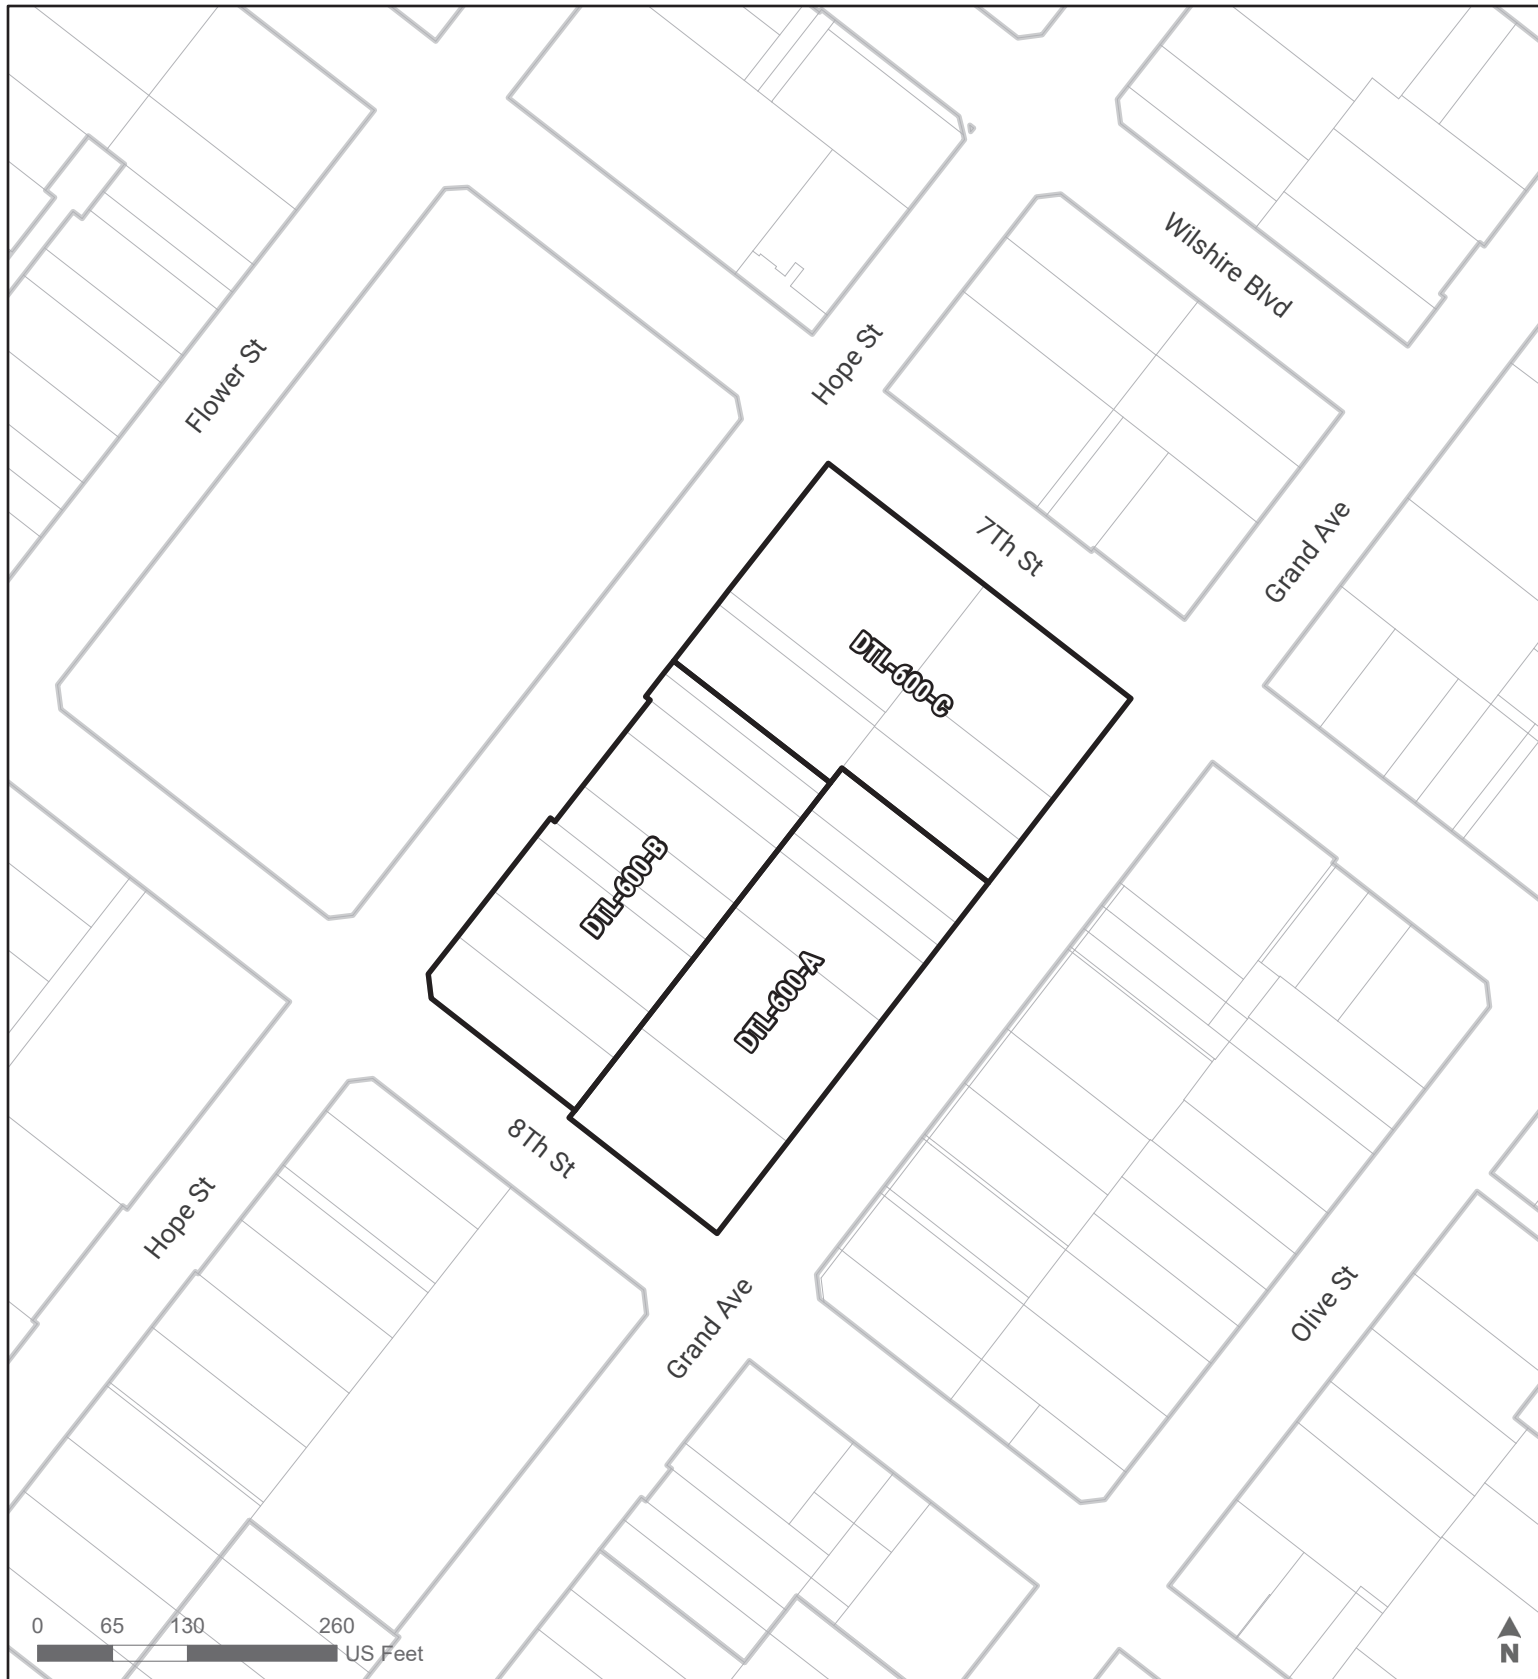 Wilshire Blvd
Hope St
Flower St
7Th St
Grand Ave
DTL-600-C
DTL-600-B
DTL-600-A
8Th St
Hope St
Grand Ave
Olive St
0 65 130 260
US Feet
N